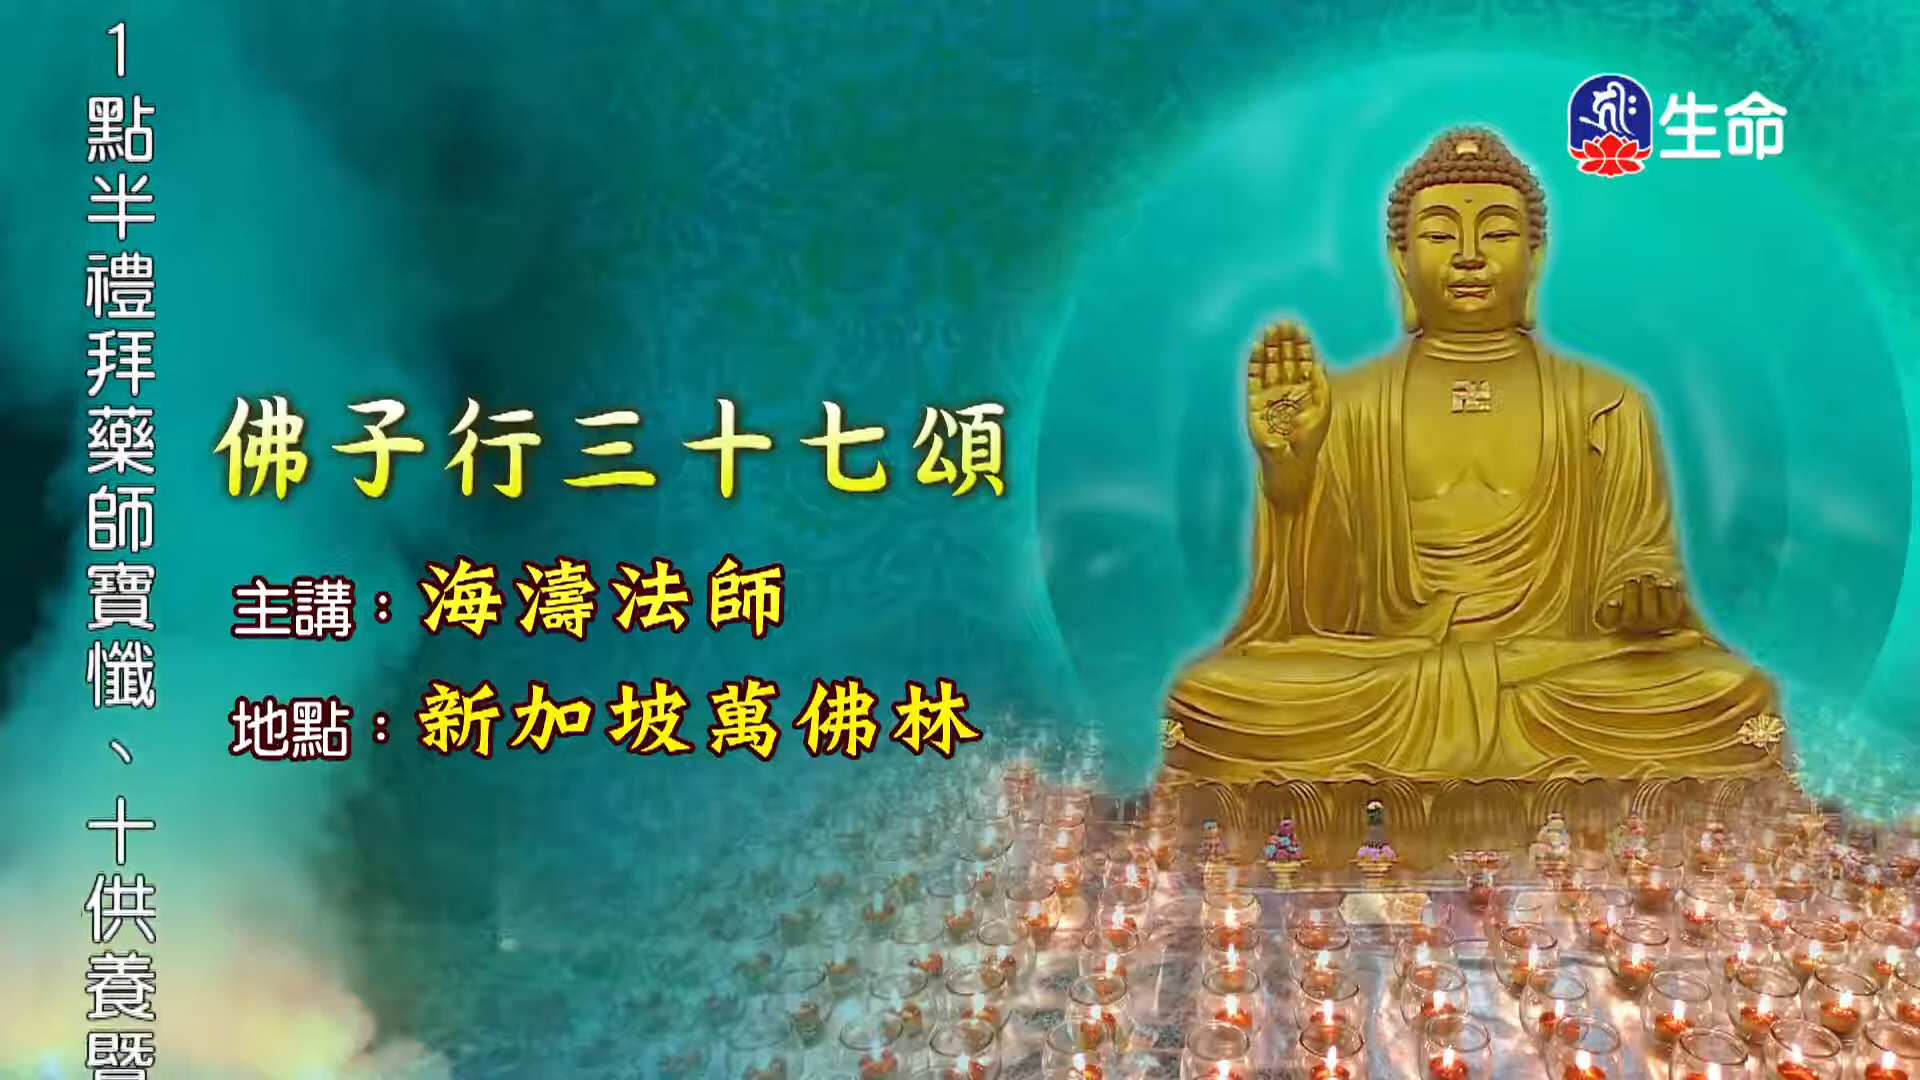 1點半禮拜藥師寶懺、十供養暨
生命
佛子行三十七頌
主講：海濤法師
地點：新加坡萬佛林